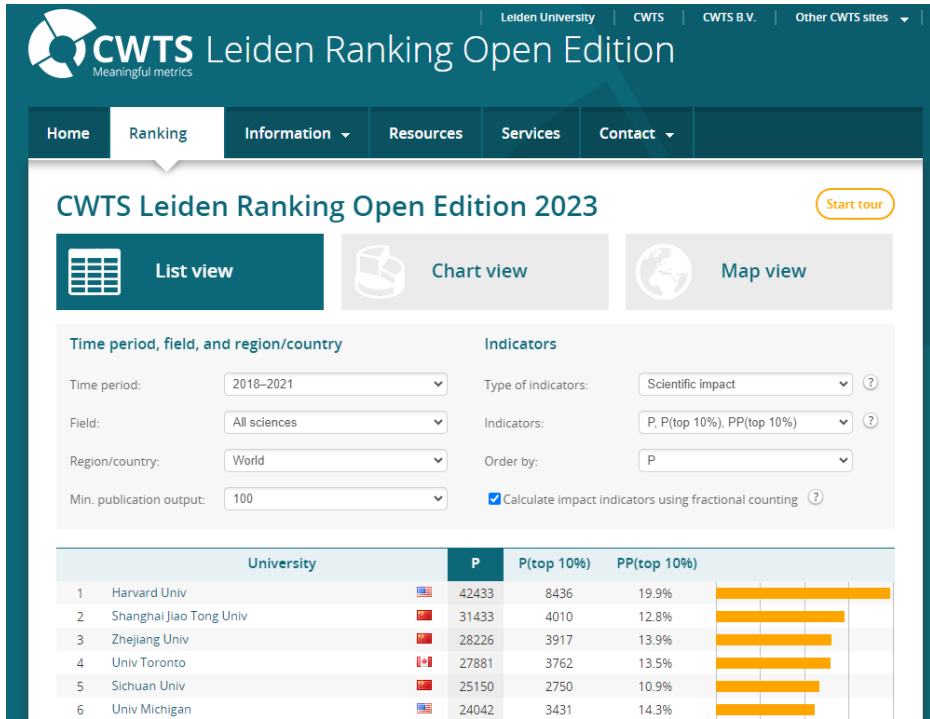 Leiden University CWTS CWTS B.V. Other CWTS sites
CWTS Leiden Ranking Open Edition
Meaningful metrics
Home Ranking Information Resources Services Contact
CWTS Leiden Ranking Open Edition 2023
Start tour
List view Chart view Map view
Time period, field, and region/country Indicators
Time period: 2018–2021 Type of indicators: Scientific impact ?
Field: All sciences Indicators: P, P(top 10%), PP(top 10%) ?
Region/country: World Order by: P
Min. publication output: 100 Calculate impact indicators using fractional counting ?
University P P(top 10%) PP(top 10%)
1 Harvard Univ 42433 8436 19.9%
2 Shanghai Jiao Tong Univ 31433 4010 12.8%
3 Zhejiang Univ 28226 3917 13.9%
4 Univ Toronto 27881 3762 13.5%
5 Sichuan Univ 25150 2750 10.9%
6 Univ Michigan 24042 3431 14.3%